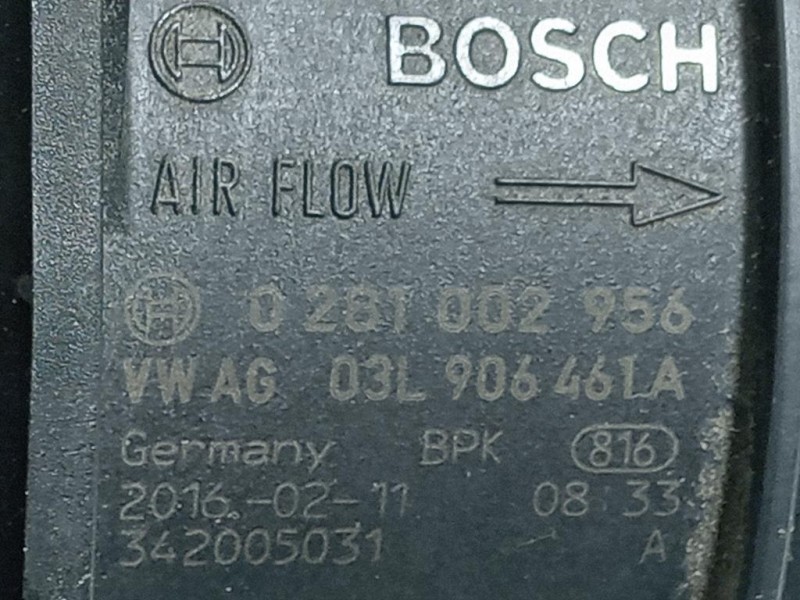 BOSCH
AIR FLOW
0 281 002 956
VW AG 03L 906 461 A
Germany BPK 816
2016-02-11 08:33
342005031 A